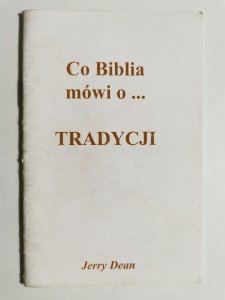 Co Biblia
mówi o ...
TRADYCJI
Jerry Dean